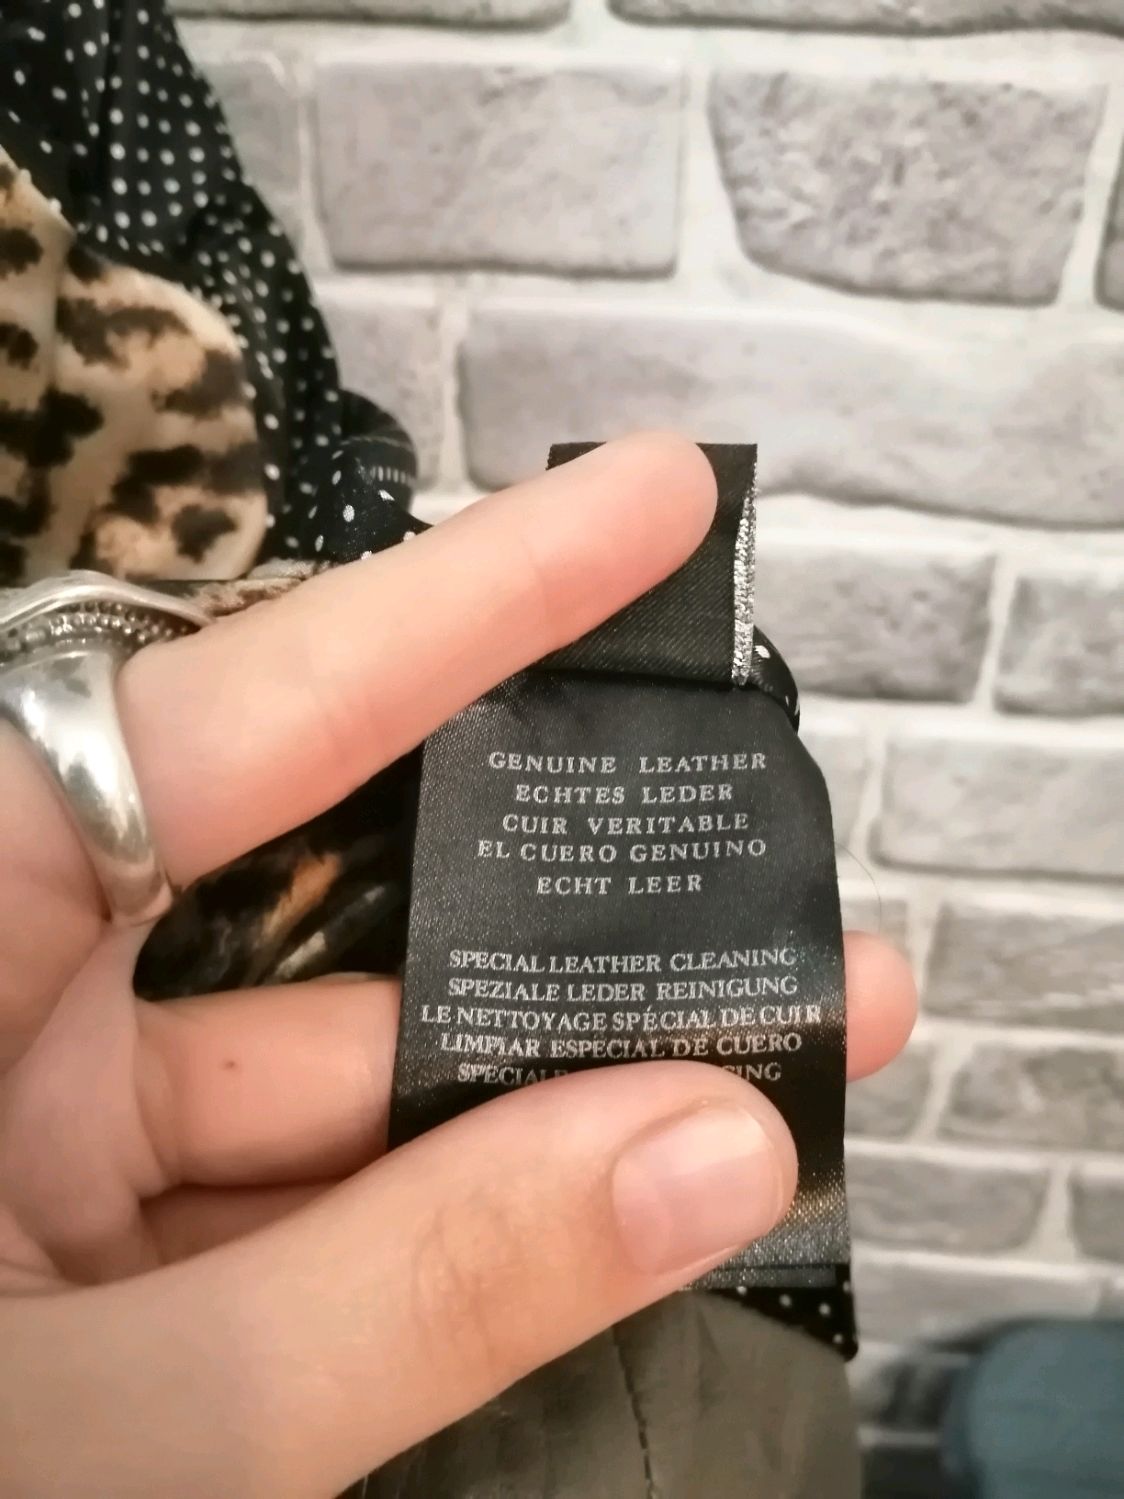 GENUINE LEATHER
ECHTES LEDER
CUIR VERITABLE
EL CUERO GENUINO
ECHT LEER
SPECIAL LEATHER CLEANING
SPEZIALE LEDER REINIGUNG
LE NETTOYAGE SPÉCIAL DE CUIR
LIMPIAR ESPECIAL DE CUERO